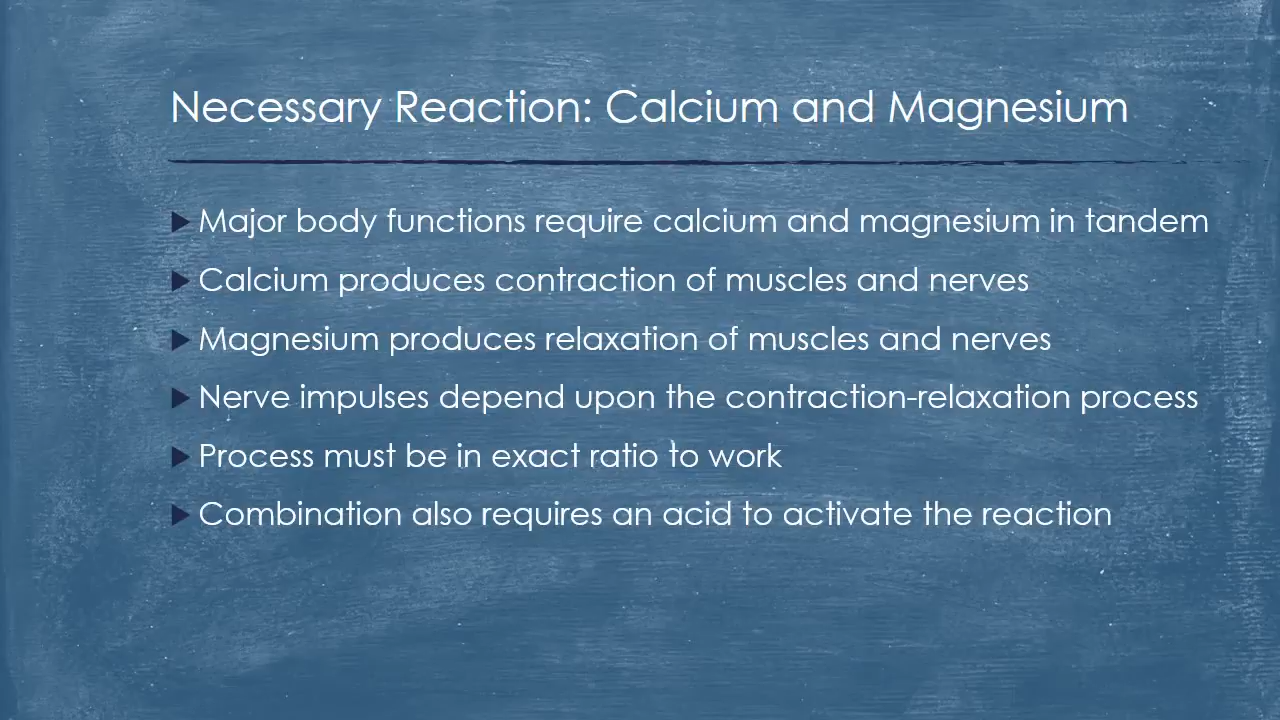 Necessary Reaction: Calcium and Magnesium
Major body functions require calcium and magnesium in tandem
Calcium produces contraction of muscles and nerves
Magnesium produces relaxation of muscles and nerves
Nerve impulses depend upon the contraction-relaxation process
Process must be in exact ratio to work
Combination also requires an acid to activate the reaction